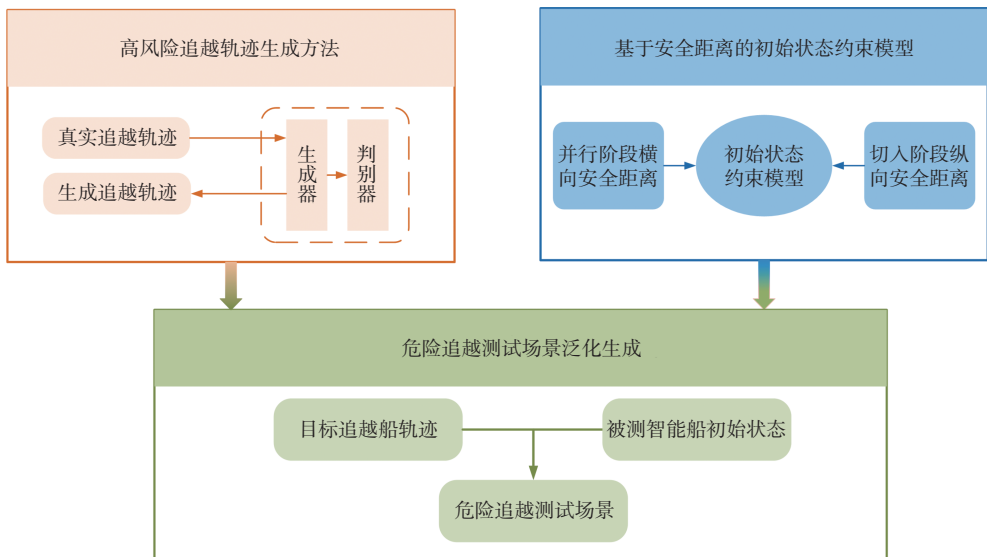 高风险追越轨迹生成方法
真实追越轨迹
生成追越轨迹
生成器
判别器
基于安全距离的初始状态约束模型
并行阶段横
向安全距离
初始状态
约束模型
切入阶段纵
向安全距离
危险追越测试场景泛化生成
目标追越船轨迹
被测智能船初始状态
危险追越测试场景